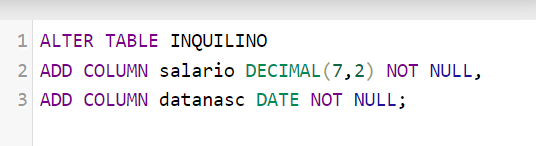 1 ALTER TABLE INQUILINO
2 ADD COLUMN salario DECIMAL(7,2) NOT NULL,
3 ADD COLUMN datanasc DATE NOT NULL;